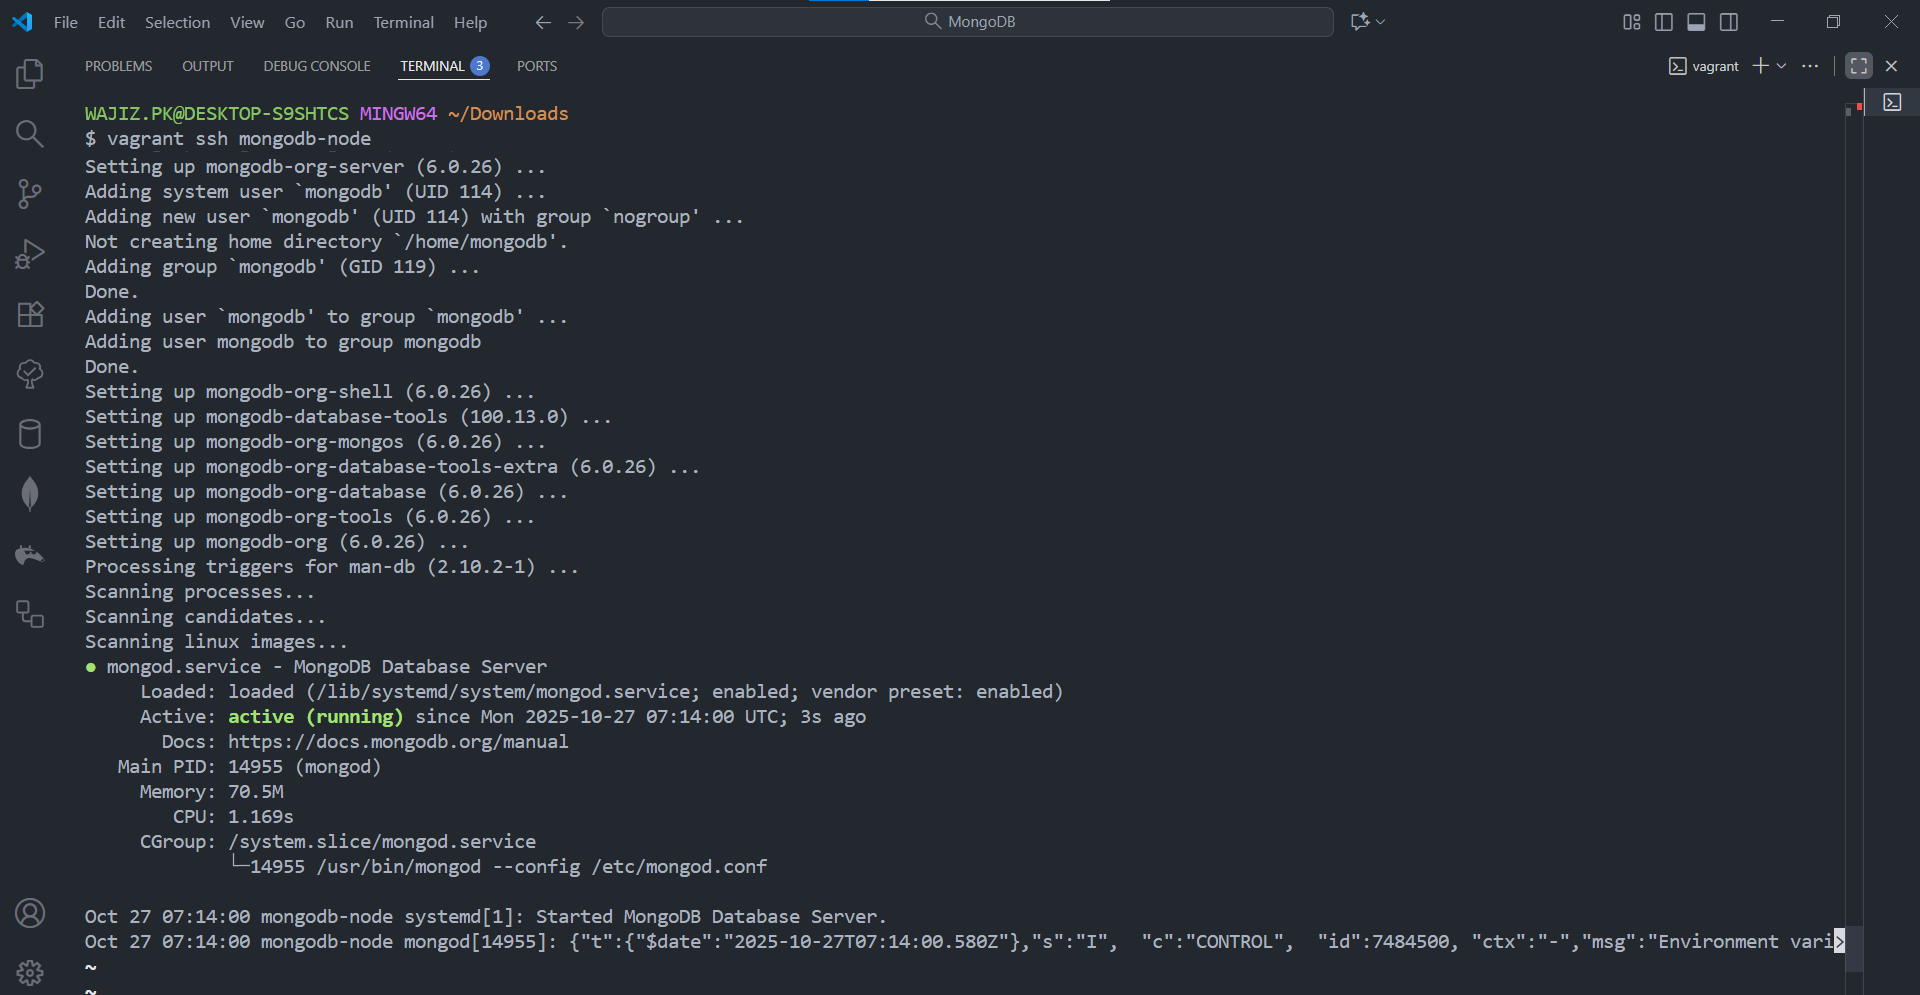 File Edit Selection View Go Run Terminal Help MongoDB
PROBLEMS OUTPUT DEBUG CONSOLE TERMINAL 3 PORTS vagrant
WAJIZ.PK@DESKTOP-S9SHTCS MINGW64 ~/Downloads
$ vagrant ssh mongodb-node
Setting up mongodb-org-server (6.0.26) ...
Adding system user `mongodb' (UID 114) ...
Adding new user `mongodb' (UID 114) with group `nogroup' ...
Not creating home directory `/home/mongodb'.
Adding group `mongodb' (GID 119) ...
Done.
Adding user `mongodb' to group `mongodb' ...
Adding user mongodb to group mongodb
Done.
Setting up mongodb-org-shell (6.0.26) ...
Setting up mongodb-database-tools (100.13.0) ...
Setting up mongodb-org-mongos (6.0.26) ...
Setting up mongodb-org-database-tools-extra (6.0.26) ...
Setting up mongodb-org-database (6.0.26) ...
Setting up mongodb-org-tools (6.0.26) ...
Setting up mongodb-org (6.0.26) ...
Processing triggers for man-db (2.10.2-1) ...
Scanning processes...
Scanning candidates...
Scanning linux images...
● mongod.service - MongoDB Database Server
Loaded: loaded (/lib/systemd/system/mongod.service; enabled; vendor preset: enabled)
Active: active (running) since Mon 2025-10-27 07:14:00 UTC; 3s ago
Docs: https://docs.mongodb.org/manual
Main PID: 14955 (mongod)
Memory: 70.5M
CPU: 1.169s
CGroup: /system.slice/mongod.service
└─14955 /usr/bin/mongod --config /etc/mongod.conf
Oct 27 07:14:00 mongodb-node systemd[1]: Started MongoDB Database Server.
Oct 27 07:14:00 mongodb-node mongod[14955]: {"t":{"$date":"2025-10-27T07:14:00.580Z"},"s":"I", "c":"CONTROL", "id":7484500, "ctx":"-","msg":"Environment vari>
~
~